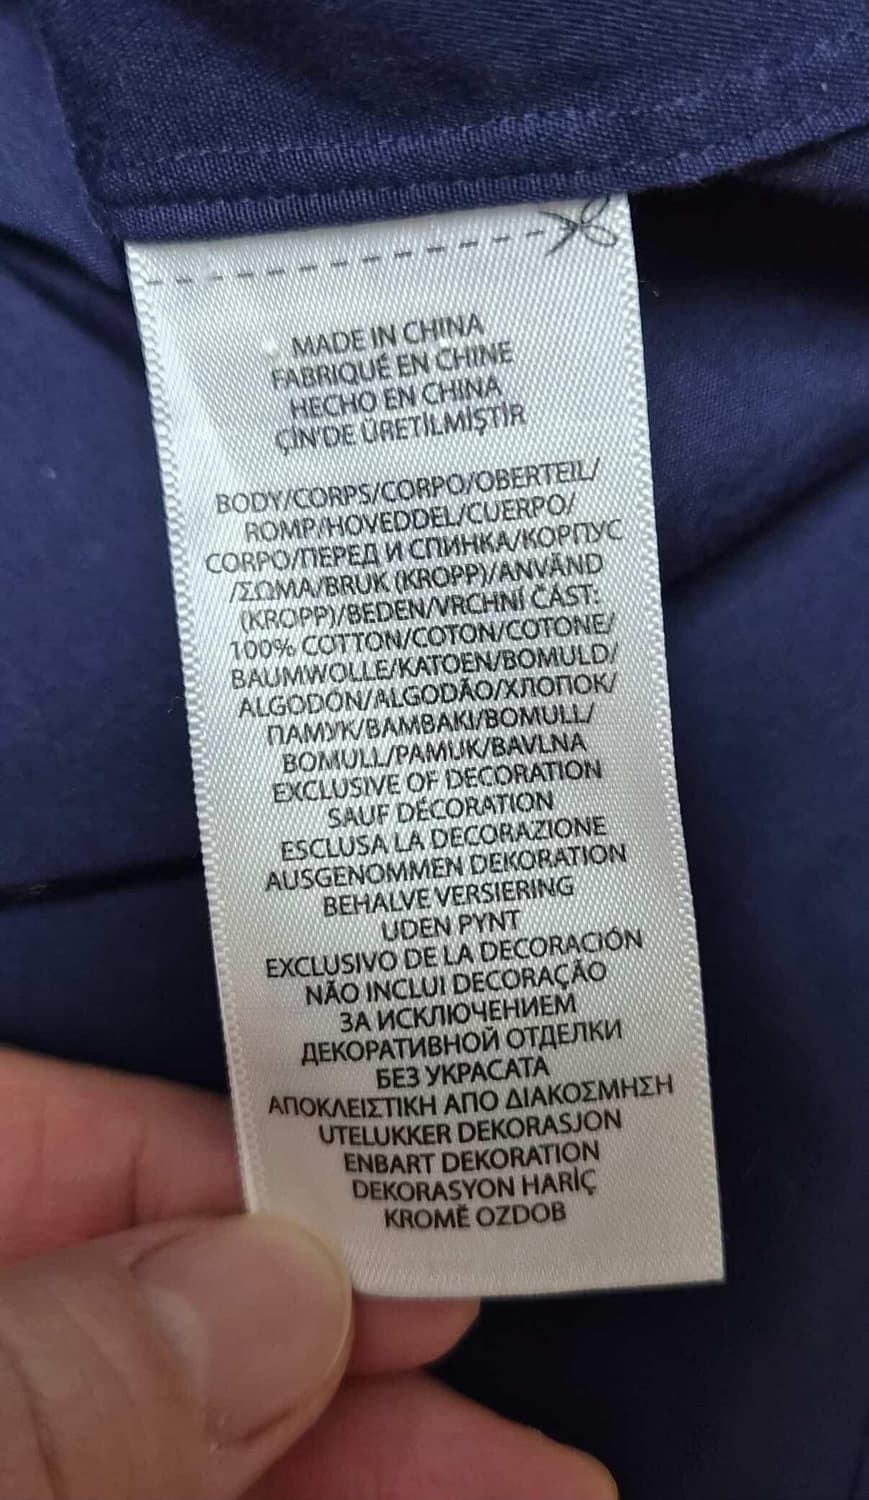 MADE IN CHINA
FABRIQUÉ EN CHINE
HECHO EN CHINA
ÇİN'DE ÜRETİLMİŞTİR
BODY/CORPS/CORPO/OBERTEIL/
ROMP/HOVEDDEL/CUERPO/
CORPO/ПЕРЕД И СПИНКА/КОРПУС
/ΣΩΜΑ/BRUK (KROPP)/ANVÄND
(KROPP)/BEDEN/VRCHNÍ ČÁST:
100% COTTON/COTON/COTONE/
BAUMWOLLE/KATOEN/BOMULD/
ALGODÓN/ALGODÃO/ХЛОПОК/
ПАМУК/ΒΑΜΒΑΚΙ/BOMULL/
BOMULL/PAMUK/BAVLNA
EXCLUSIVE OF DECORATION
SAUF DÉCORATION
ESCLUSA LA DECORAZIONE
AUSGENOMMEN DEKORATION
BEHALVE VERSIERING
UDEN PYNT
EXCLUSIVO DE LA DECORACIÓN
NÃO INCLUI DECORAÇÃO
ЗА ИСКЛЮЧЕНИЕМ
ДЕКОРАТИВНОЙ ОТДЕЛКИ
БЕЗ УКРАСАТА
ΑΠΟΚΛΕΙΣΤΙΚΗ ΑΠΟ ΔΙΑΚΟΣΜΗΣΗ
UTELUKKER DEKORASJON
ENBART DEKORATION
DEKORASYON HARİÇ
KROMĚ OZDOB